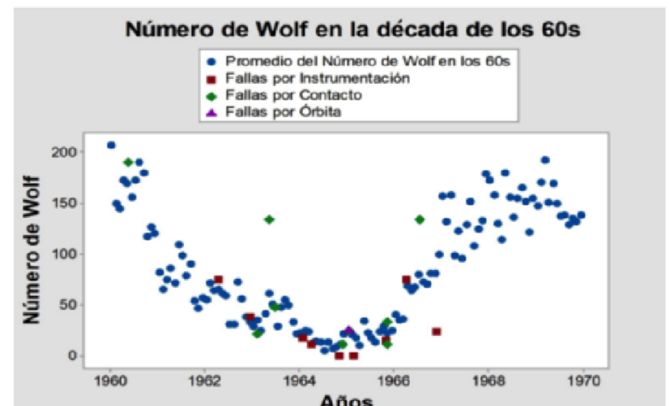 Número de Wolf en la década de los 60s
Promedio del Número de Wolf en los 60s
Fallas por Instrumentación
Fallas por Contacto
Fallas por Órbita
Número de Wolf
200
150
100
50
0
1960
1962
1964
1966
1968
1970
Años